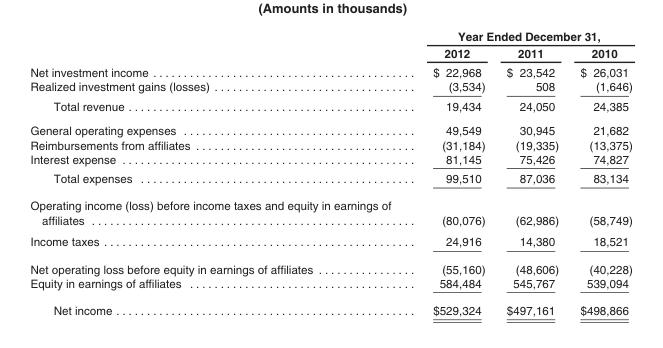 (Amounts in thousands)
Year Ended December 31,
2012 2011 2010
Net investment income $ 22,968 $ 23,542 $ 26,031
Realized investment gains (losses) (3,534) 508 (1,646)
Total revenue 19,434 24,050 24,385
General operating expenses 49,549 30,945 21,682
Reimbursements from affiliates (31,184) (19,335) (13,375)
Interest expense 81,145 75,426 74,827
Total expenses 99,510 87,036 83,134
Operating income (loss) before income taxes and equity in earnings of
affiliates (80,076) (62,986) (58,749)
Income taxes 24,916 14,380 18,521
Net operating loss before equity in earnings of affiliates (55,160) (48,606) (40,228)
Equity in earnings of affiliates 584,484 545,767 539,094
Net income $529,324 $497,161 $498,866